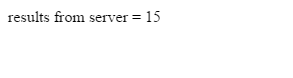 results from server = 15